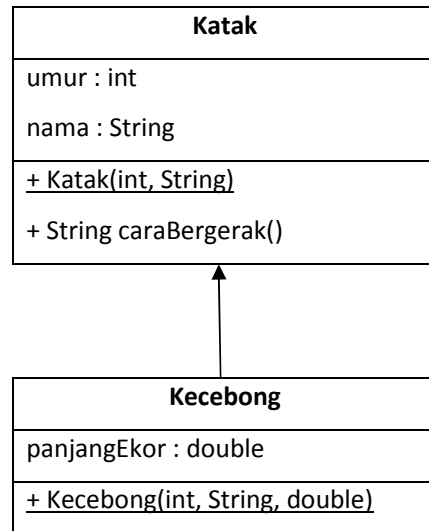 Katak
umur : int
nama : String
+ Katak(int, String)
+ String caraBergerak()
Kecebong
panjangEkor : double
+ Kecebong(int, String, double)